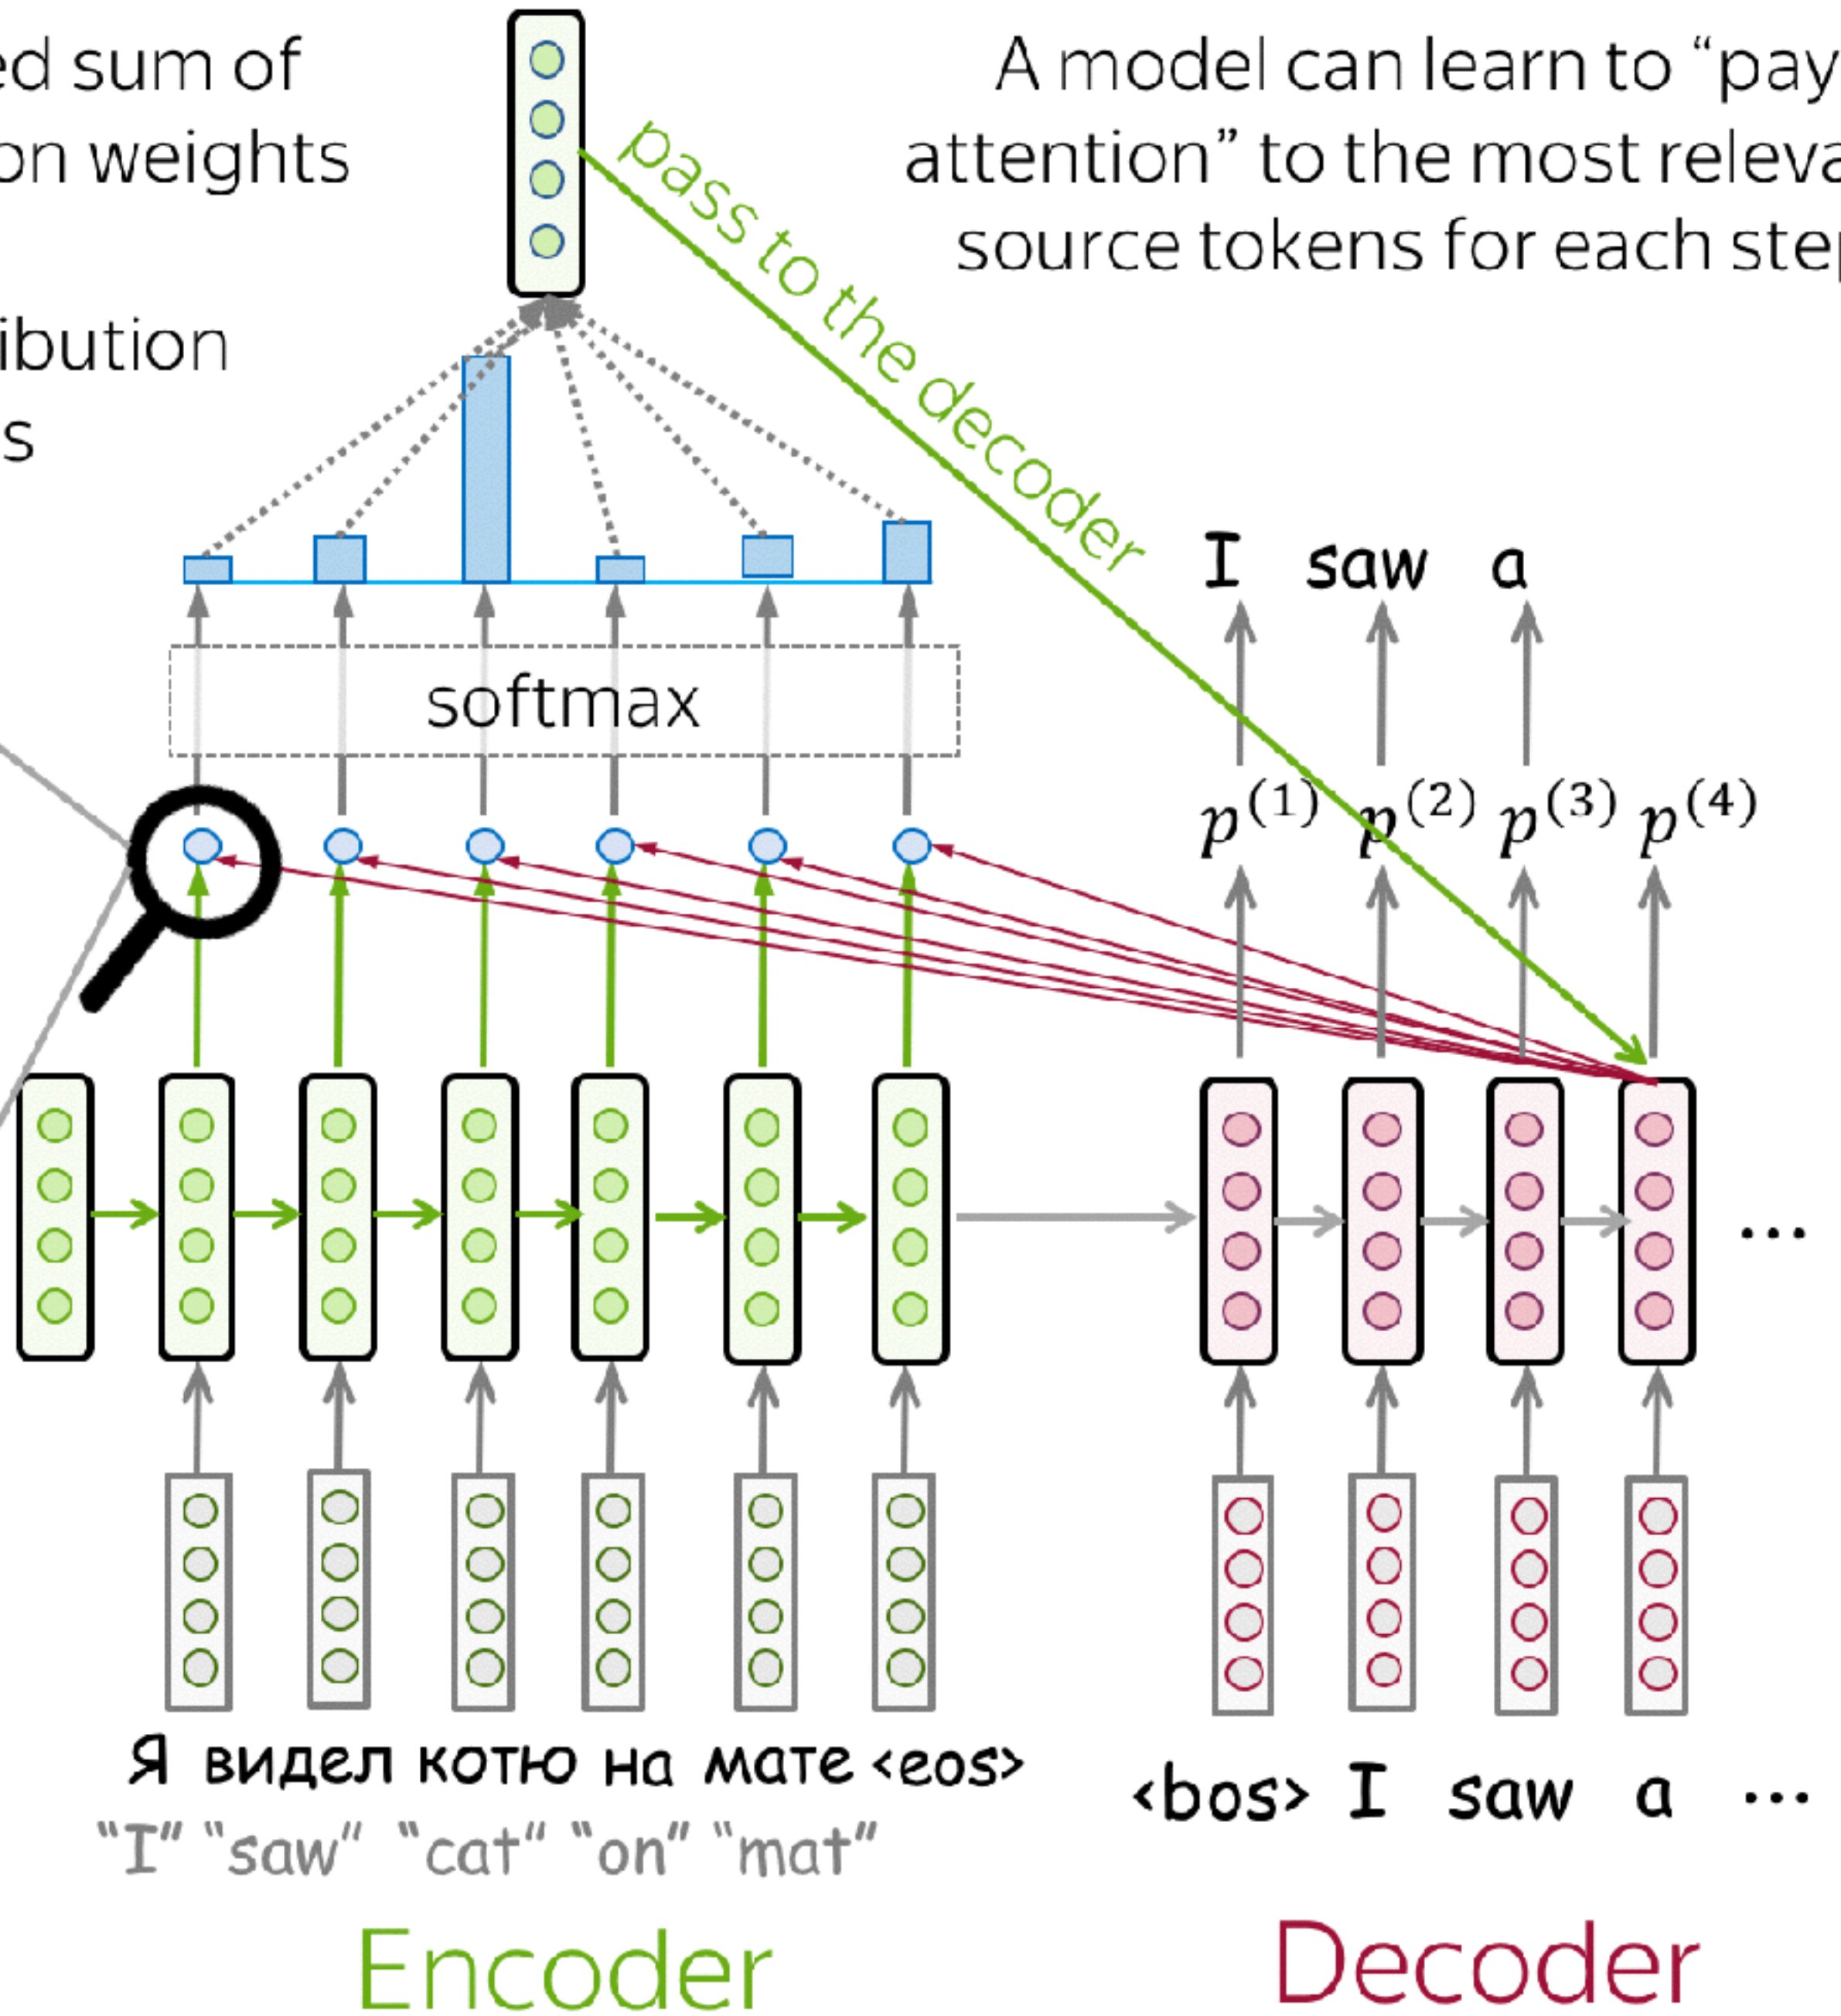 ed sum of
on weights
ibution
s
A model can learn to “pay
attention” to the most releva
source tokens for each step
pass to the decoder
I saw a
softmax
p(1) p(2) p(3) p(4)
...
Я видел котю на мате <eos>
"I" "saw" "cat" "on" "mat"
<bos> I saw a ...
Encoder
Decoder